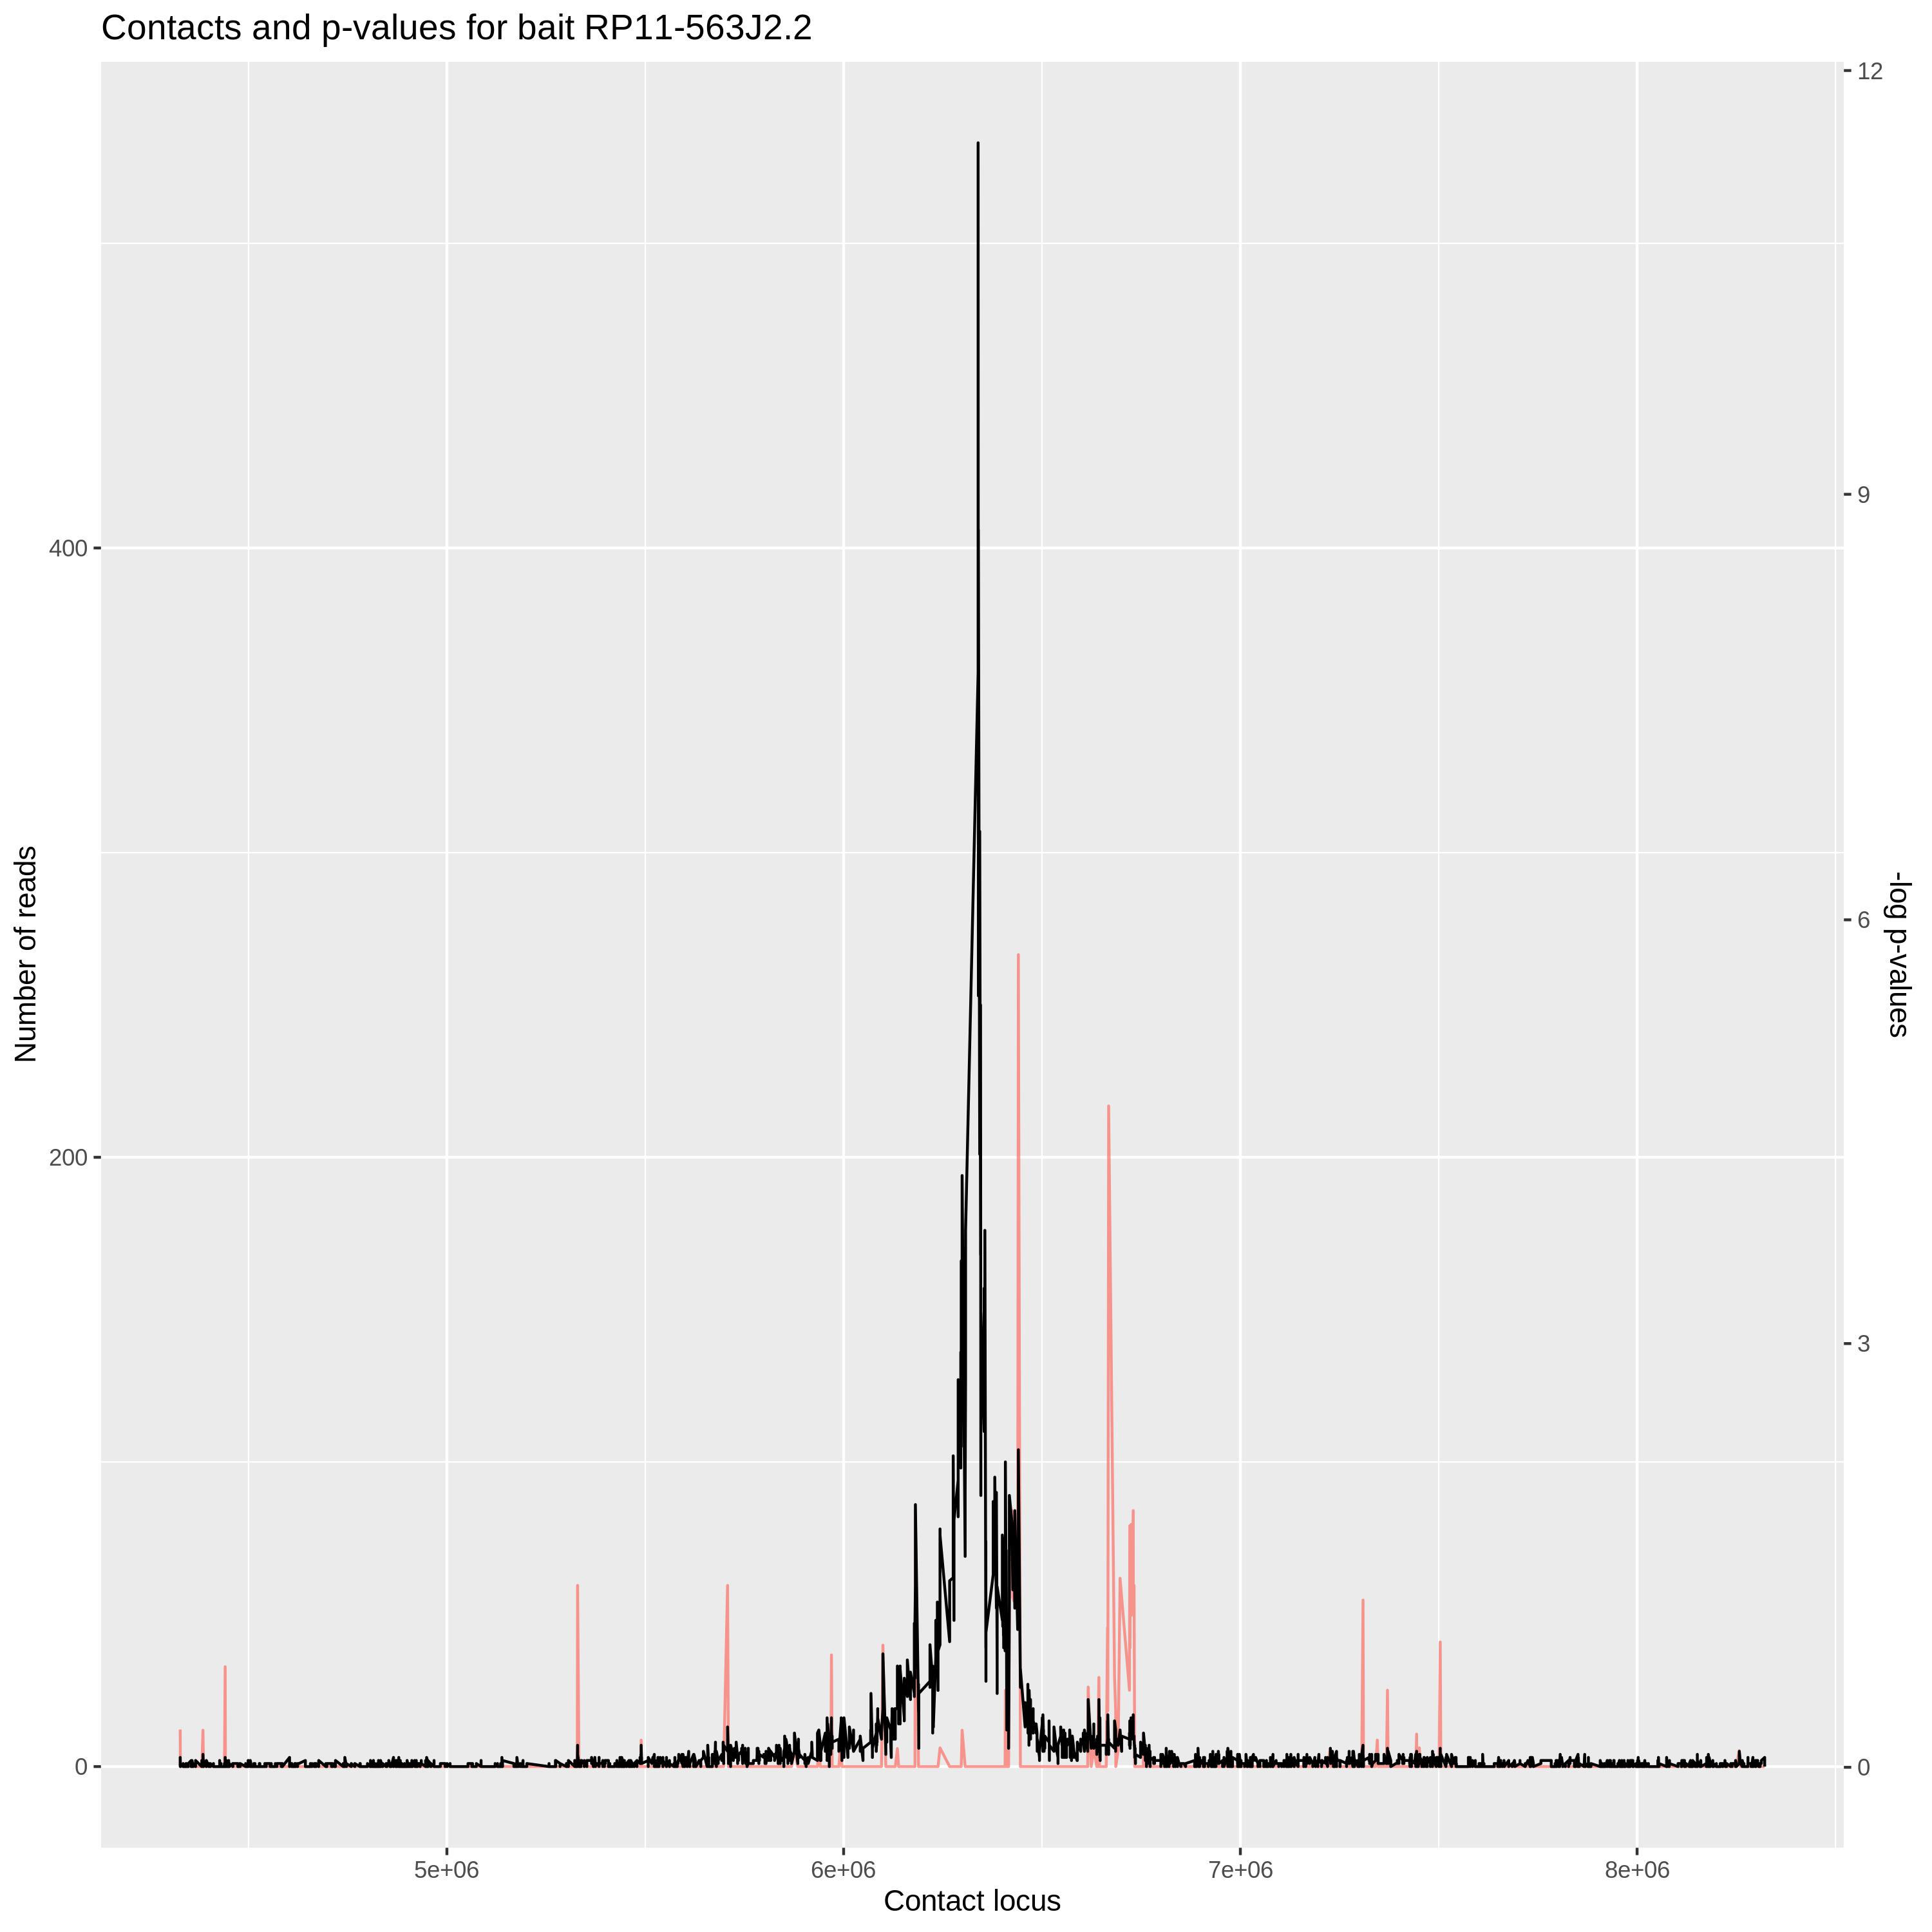 Contacts and p-values for bait RP11-563J2.2
12
9
400
6
Number of reads
-log p-values
200
3
0
0
5e+06
6e+06
7e+06
8e+06
Contact locus